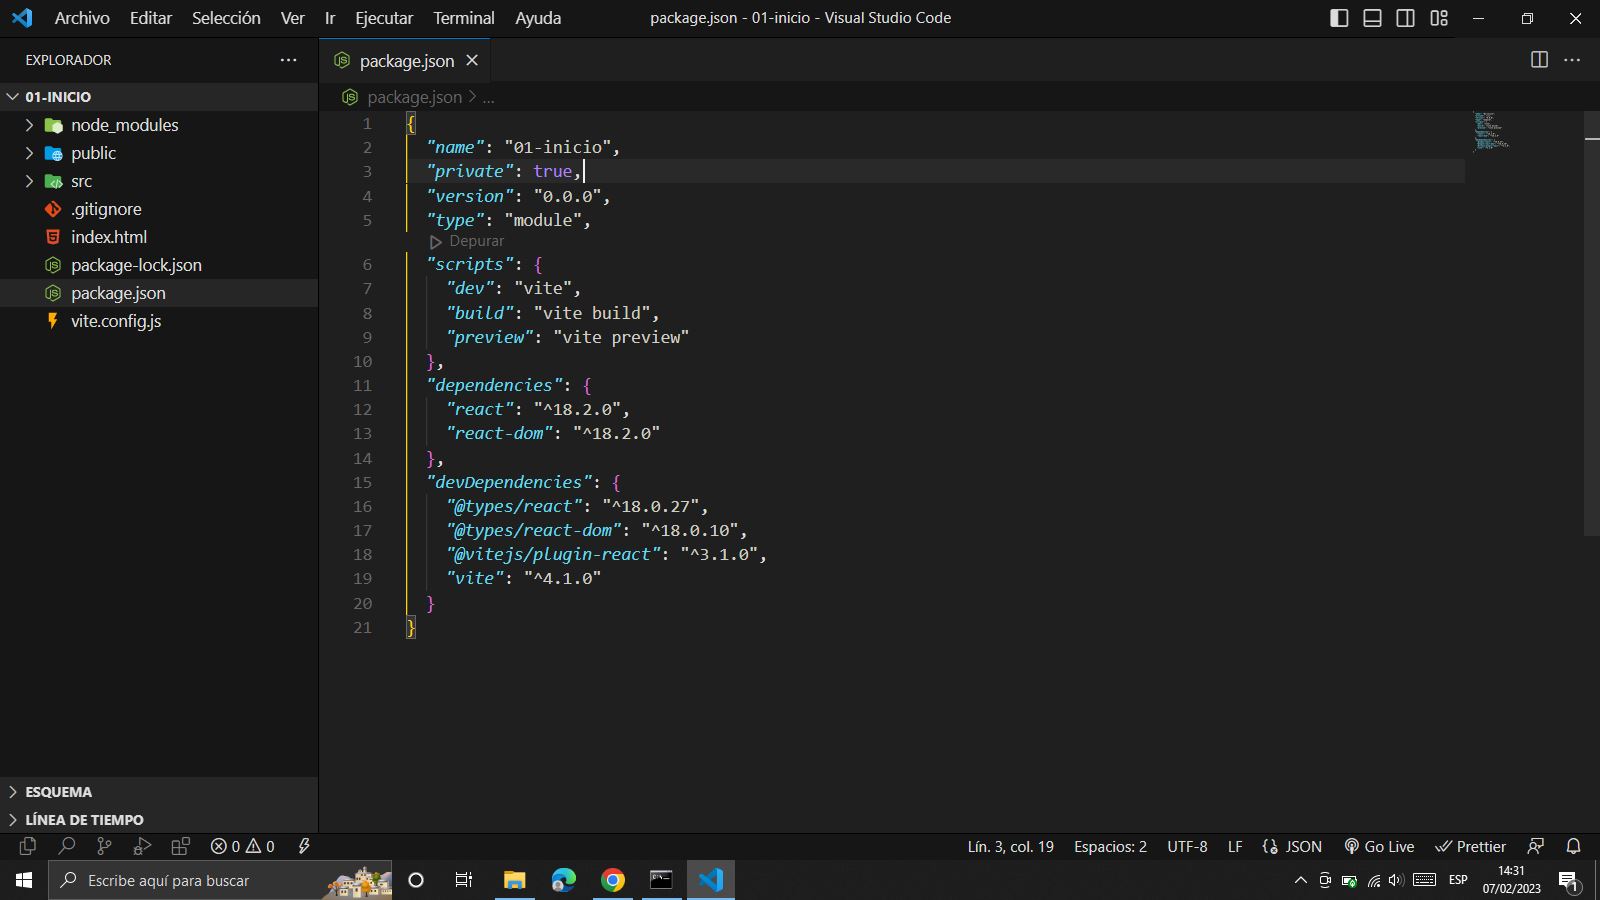 Archivo Editar Selección Ver Ir Ejecutar Terminal Ayuda package.json - 01-inicio - Visual Studio Code
EXPLORADOR
package.json
01-INICIO
package.json > ...
node_modules
public
src
.gitignore
index.html
package-lock.json
package.json
vite.config.js
1 {
2 "name": "01-inicio",
3 "private": true,
4 "version": "0.0.0",
5 "type": "module",
Depurar
6 "scripts": {
7 "dev": "vite",
8 "build": "vite build",
9 "preview": "vite preview"
10 },
11 "dependencies": {
12 "react": "^18.2.0",
13 "react-dom": "^18.2.0"
14 },
15 "devDependencies": {
16 "@types/react": "^18.0.27",
17 "@types/react-dom": "^18.0.10",
18 "@vitejs/plugin-react": "^3.1.0",
19 "vite": "^4.1.0"
20 }
21 }
ESQUEMA
LÍNEA DE TIEMPO
0 0 Lín. 3, col. 19 Espacios: 2 UTF-8 LF JSON Go Live Prettier
Escribe aquí para buscar
ESP
14:31
07/02/2023
1